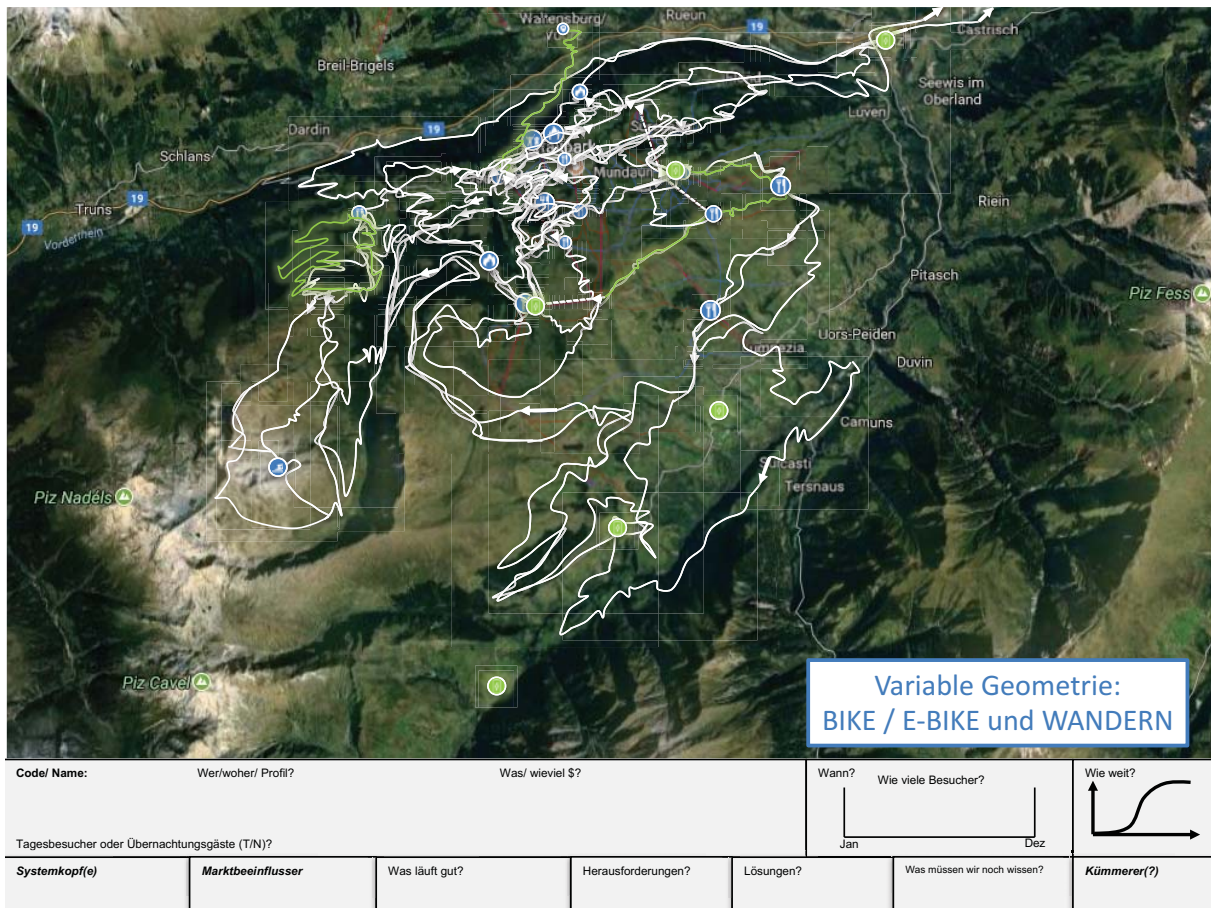 Waltensburg/
Rueun
19
Castrisch
Breil-Brigels
Seewis im
Oberland
Luven
19
Dardin
Schlans
Mundaun
Truns
19
19
Vorderrhein
Riein
Pitasch
Piz Fess
Uors-Peiden
Duvin
Camuns
Surcasti
Tersnaus
Piz Nadéls
Piz Cavel
Variable Geometrie:
BIKE / E-BIKE und WANDERN
Code/ Name:
Wer/woher/ Profil?
Was/ wieviel $?
Wann?
Wie viele Besucher?
Wie weit?
Tagesbesucher oder Übernachtungsgäste (T/N)?
Jan
Dez
Systemkopf(e)
Marktbeeinflusser
Was läuft gut?
Herausforderungen?
Lösungen?
Was müssen wir noch wissen?
Kümmerer(?)